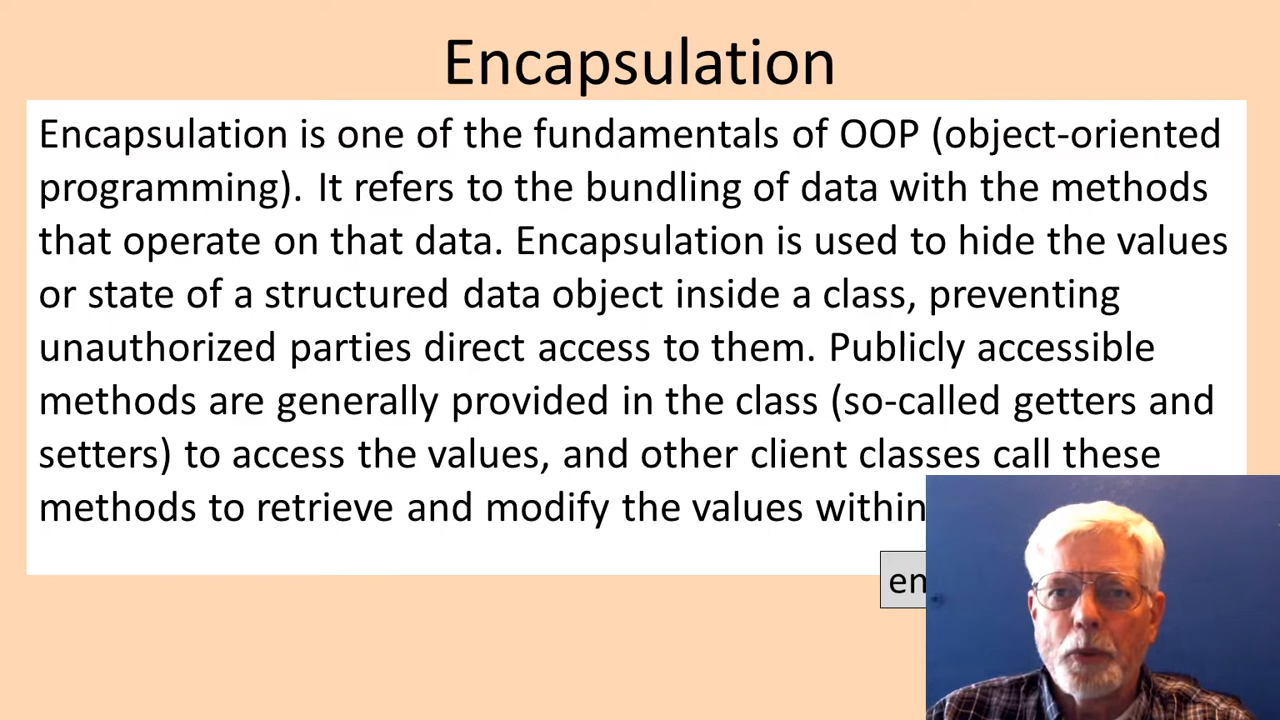 Encapsulation
Encapsulation is one of the fundamentals of OOP (object-oriented
programming). It refers to the bundling of data with the methods
that operate on that data. Encapsulation is used to hide the values
or state of a structured data object inside a class, preventing
unauthorized parties direct access to them. Publicly accessible
methods are generally provided in the class (so-called getters and
setters) to access the values, and other client classes call these
methods to retrieve and modify the values within